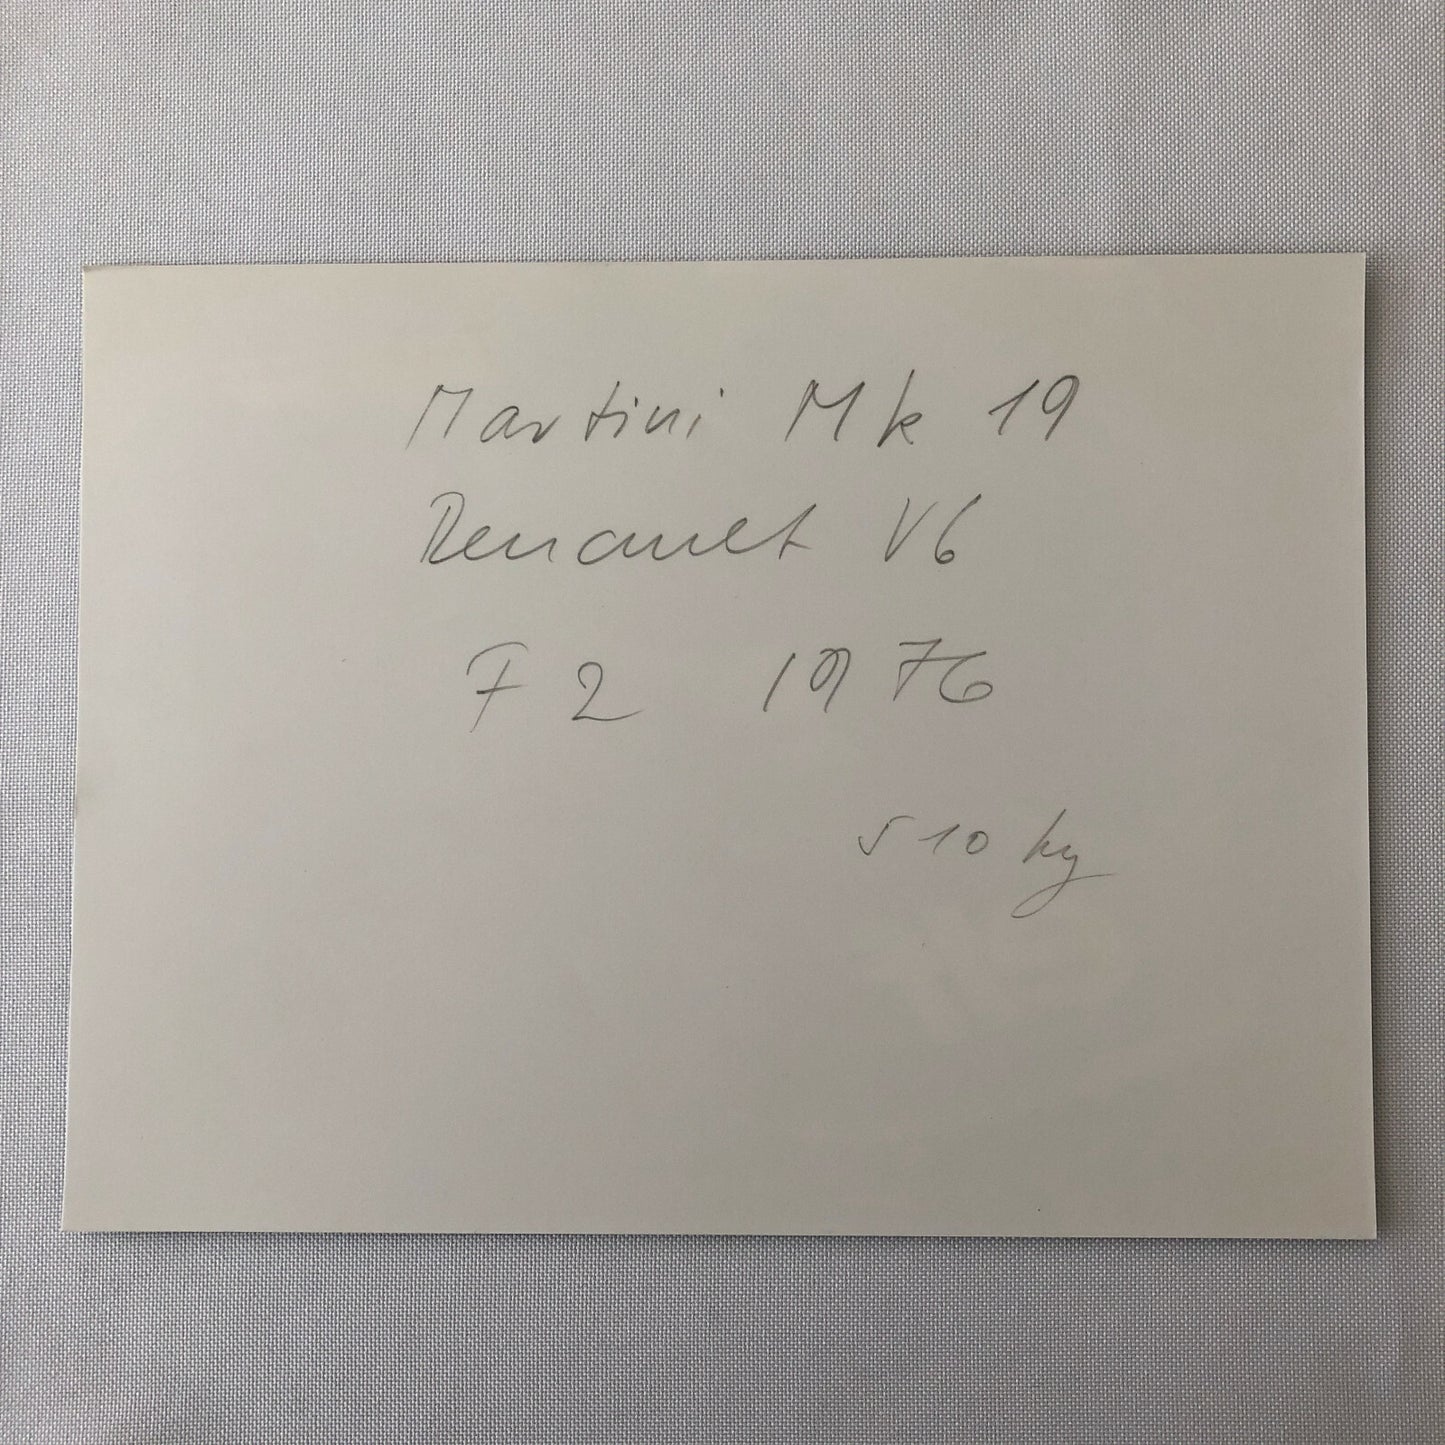 Martini Mk 19
Renault V6
F2 1976
510 kg